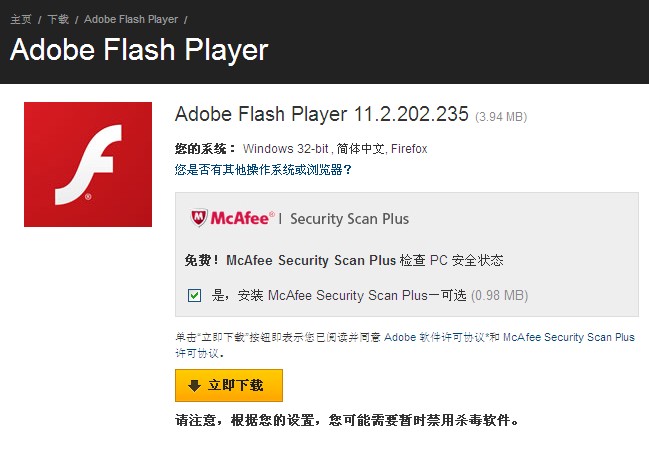 主页 / 下载 / Adobe Flash Player /
Adobe Flash Player
Adobe Flash Player 11.2.202.235 (3.94 MB)
您的系统： Windows 32-bit , 简体中文, Firefox
您是否有其他操作系统或浏览器？
McAfee® | Security Scan Plus
免费！McAfee Security Scan Plus 检查 PC 安全状态
是，安装 McAfee Security Scan Plus—可选 (0.98 MB)
单击“立即下载”按钮即表示您已阅读并同意 Adobe 软件许可协议*和 McAfee Security Scan Plus
许可协议。
立即下载
请注意，根据您的设置，您可能需要暂时禁用杀毒软件。